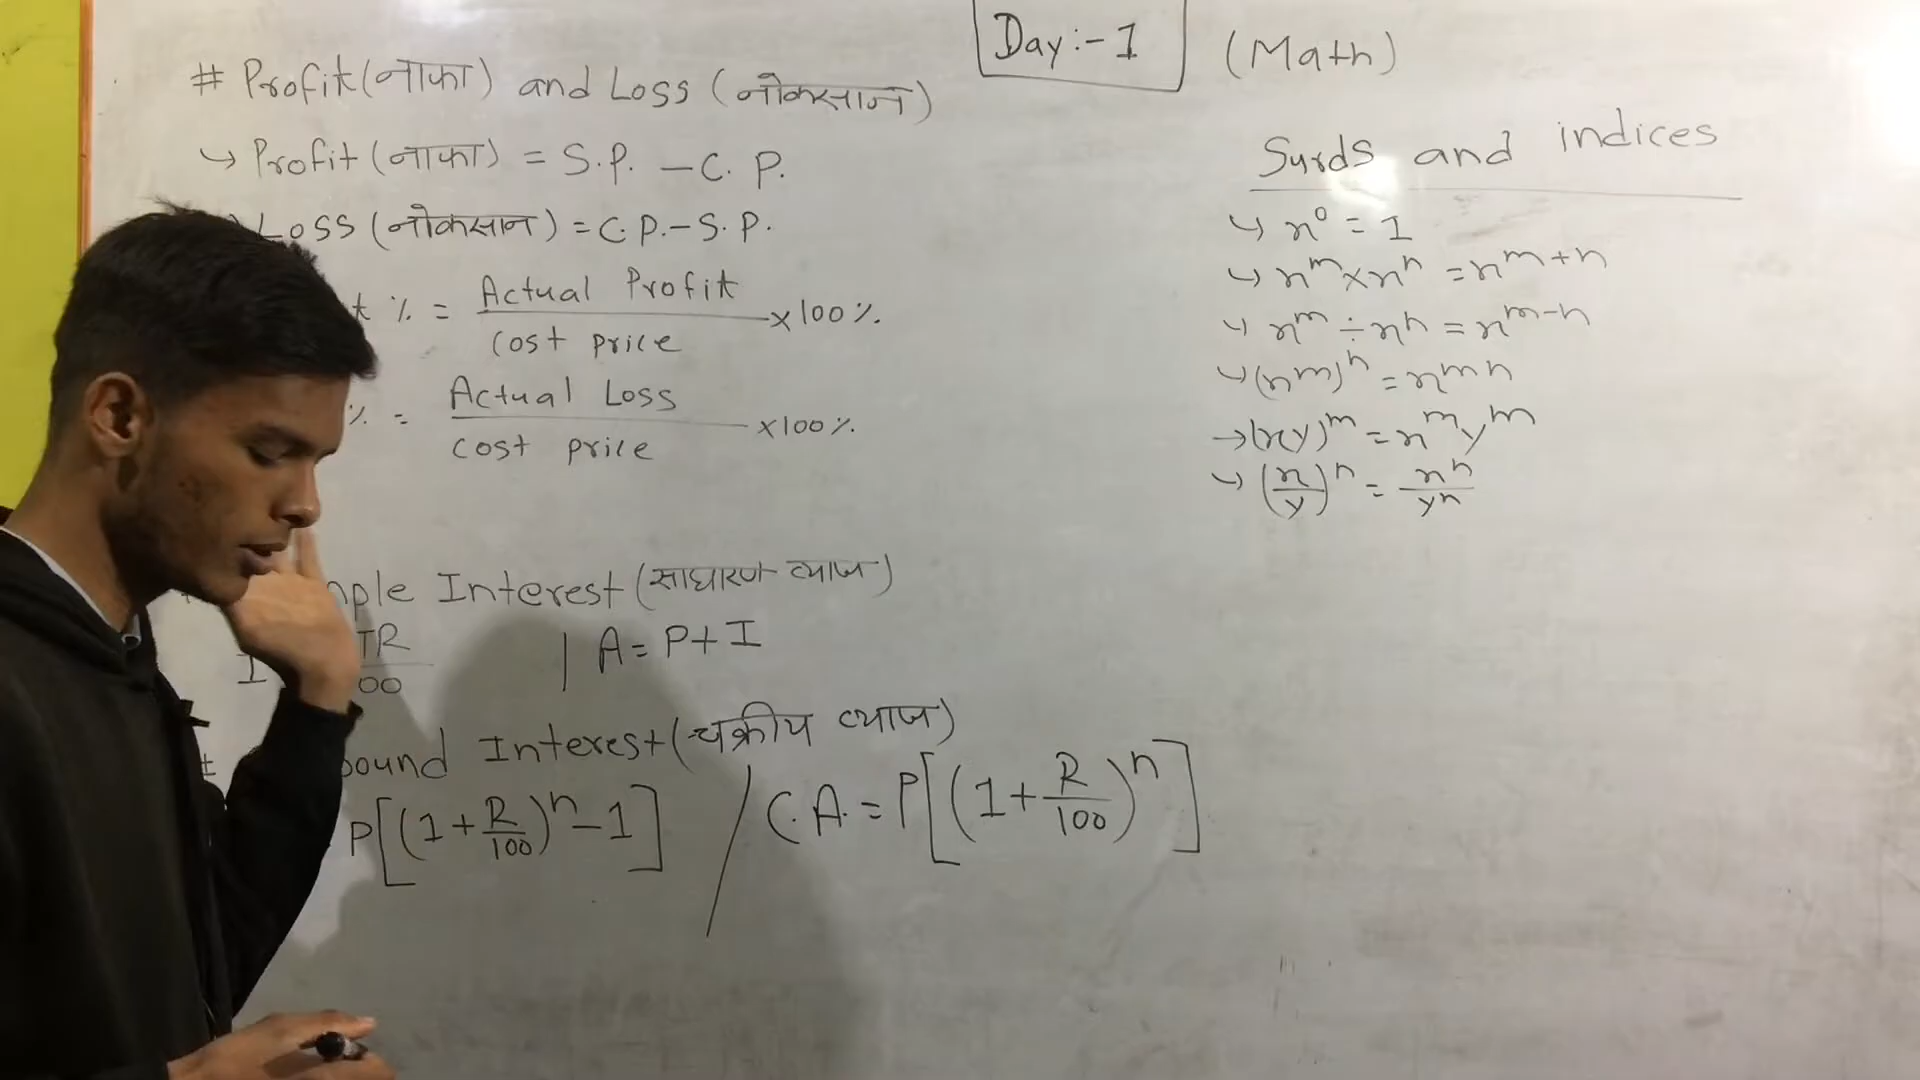 Day:-1 (Math)
# Profit(नाफा) and Loss (नोक्सान)
↳ Profit (नाफा) = S.P. - C. P.
Loss (नोक्सान) = C.P. - S.P.
% = Actual Profit / cost price × 100%.
% = Actual Loss / cost price × 100%.
Interest (साधारण ब्याज)
I TR | A = P+I
Interest (चक्रीय ब्याज)
P[(1+R/100)ⁿ-1] / C.A. = P[(1+R/100)ⁿ]
Surds and indices
↳ x⁰ = 1
↳ xᵐ × xⁿ = xᵐ⁺ⁿ
↳ xᵐ ÷ xⁿ = xᵐ⁻ⁿ
↳ (xᵐ)ⁿ = xᵐⁿ
→ (xy)ᵐ = xᵐyᵐ
↳ (x/y)ⁿ = xⁿ/yⁿ